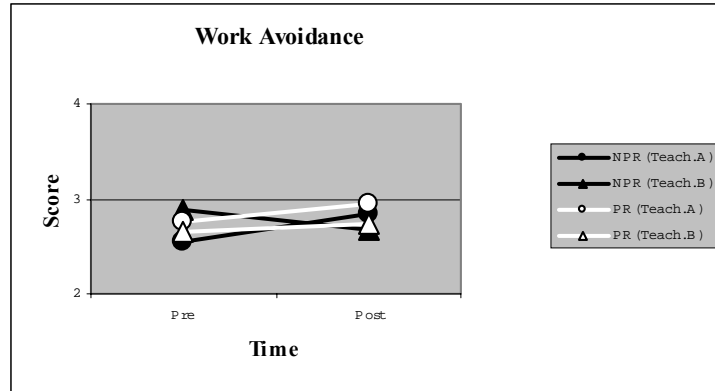 Work Avoidance
4
3
2
Score
Pre Post
Time
NPR (Teach.A)
NPR (Teach.B)
PR (Teach.A)
PR (Teach.B)